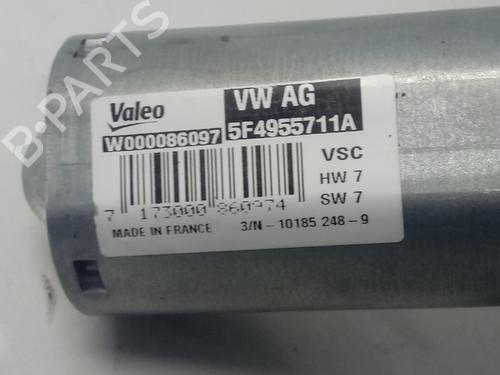 Valeo
VW AG
W000086097
5F4955711A
VSC
HW 7
SW 7
7 173000 860974
MADE IN FRANCE
3/N - 10185 248-9
B-PARTS